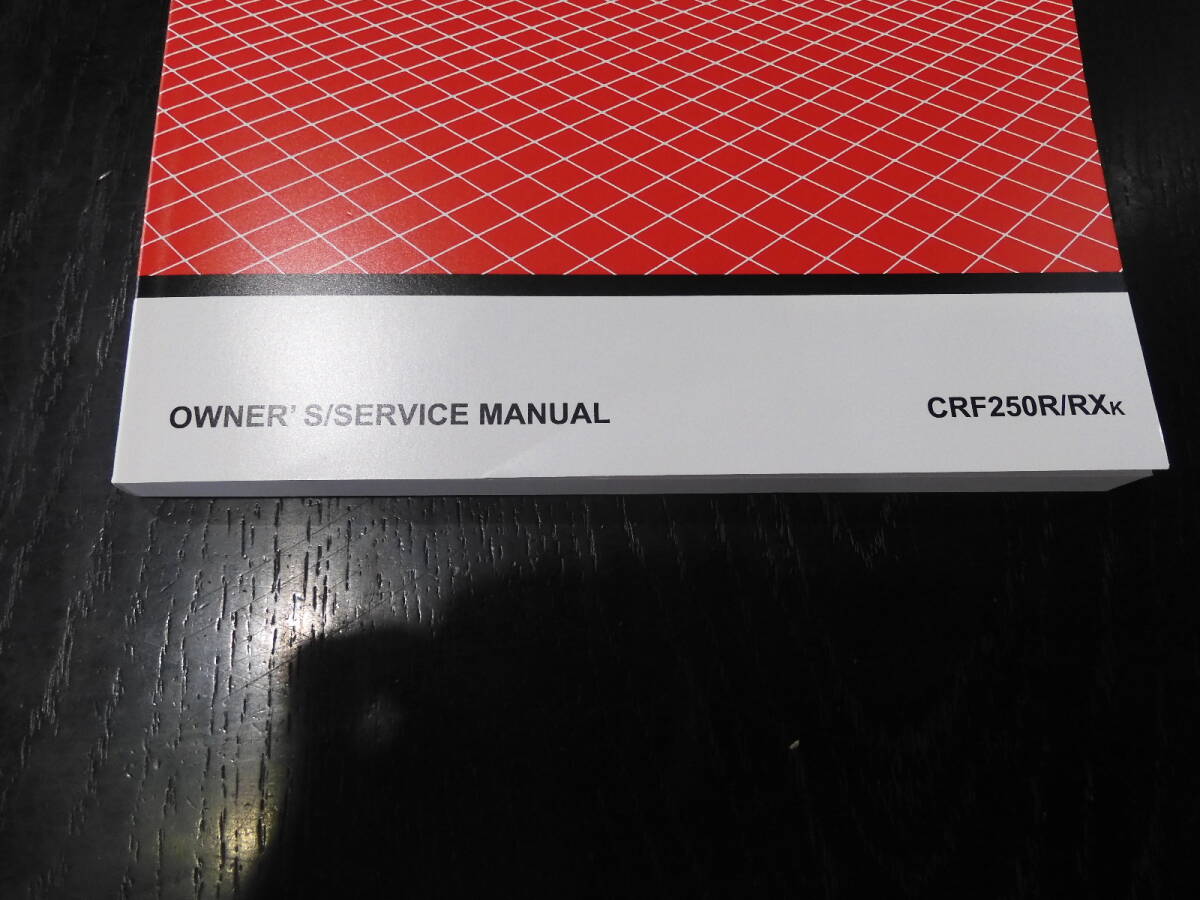 OWNER' S/SERVICE MANUAL
CRF250R/RXK